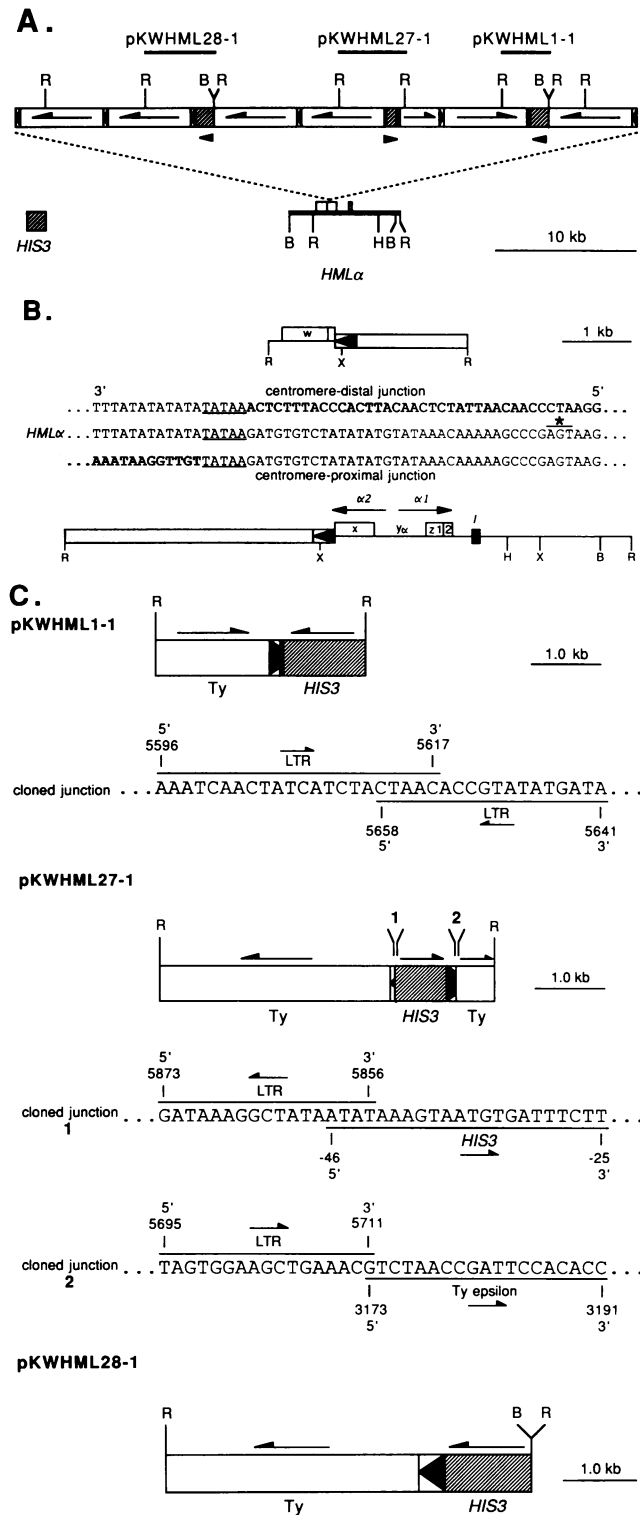 A.
pKWHML28-1 pKWHML27-1 pKWHML1-1
R R B R R R R B R R
HIS3
B R H B R
HMLα
10 kb
B.
w
R X R
1 kb
3' centromere-distal junction 5'
...TTTATATATATATATAAACTCTTTACCCACTTACAACTCTATTAACAACCCTAAGG...
*
HMLα ...TTTATATATATATATAAGATGTGTCTATATATGTATAAACAAAAAGCCCGAGTAAG...
...AAATAAGGTTGTTATAAGATGTGTCTATATATGTATAAACAAAAAGCCCGAGTAAG...
centromere-proximal junction
α2 α1
x yα z1 2 I
R X H X B R
C.
pKWHML1-1
R R
1.0 kb
Ty HIS3
5' 3'
5596 5617
LTR
cloned junction ...AAATCAACTATCATCTACTAACACCGTATATGATA...
LTR
5658 5641
5' 3'
pKWHML27-1
R 1 2 R
1.0 kb
Ty HIS3 Ty
5' 3'
5873 5856
LTR
cloned junction 1 ...GATAAAGGCTATAATATAAAGTAATGTGATTTCTT...
HIS3
-46 -25
5' 3'
5' 3'
5695 5711
LTR
cloned junction 2 ...TAGTGGAAGCTGAAACGTCTAACCGATTCCACACC...
Ty epsilon
3173 3191
5' 3'
pKWHML28-1
R B R
1.0 kb
Ty HIS3